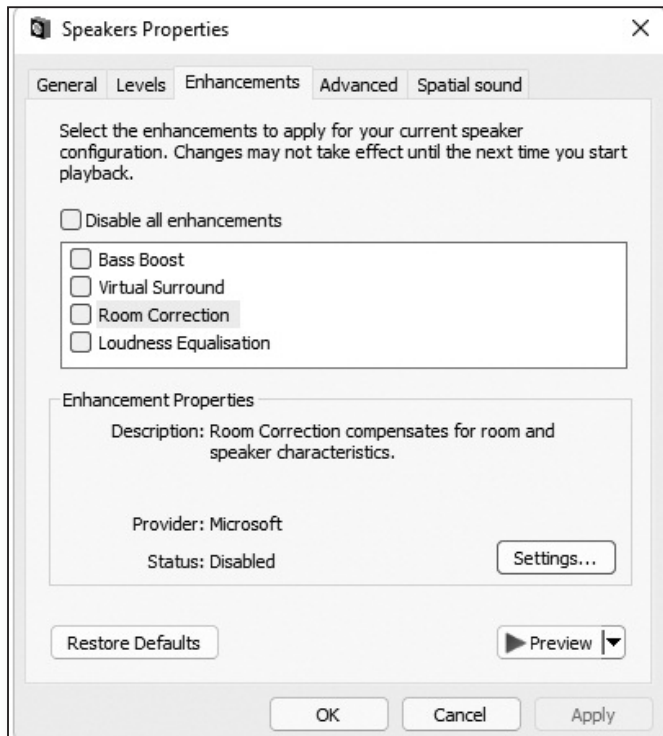 Speakers Properties
General Levels Enhancements Advanced Spatial sound
Select the enhancements to apply for your current speaker
configuration. Changes may not take effect until the next time you start
playback.
Disable all enhancements
Bass Boost
Virtual Surround
Room Correction
Loudness Equalisation
Enhancement Properties
Description: Room Correction compensates for room and
speaker characteristics.
Provider: Microsoft
Status: Disabled Settings...
Restore Defaults Preview
OK Cancel Apply